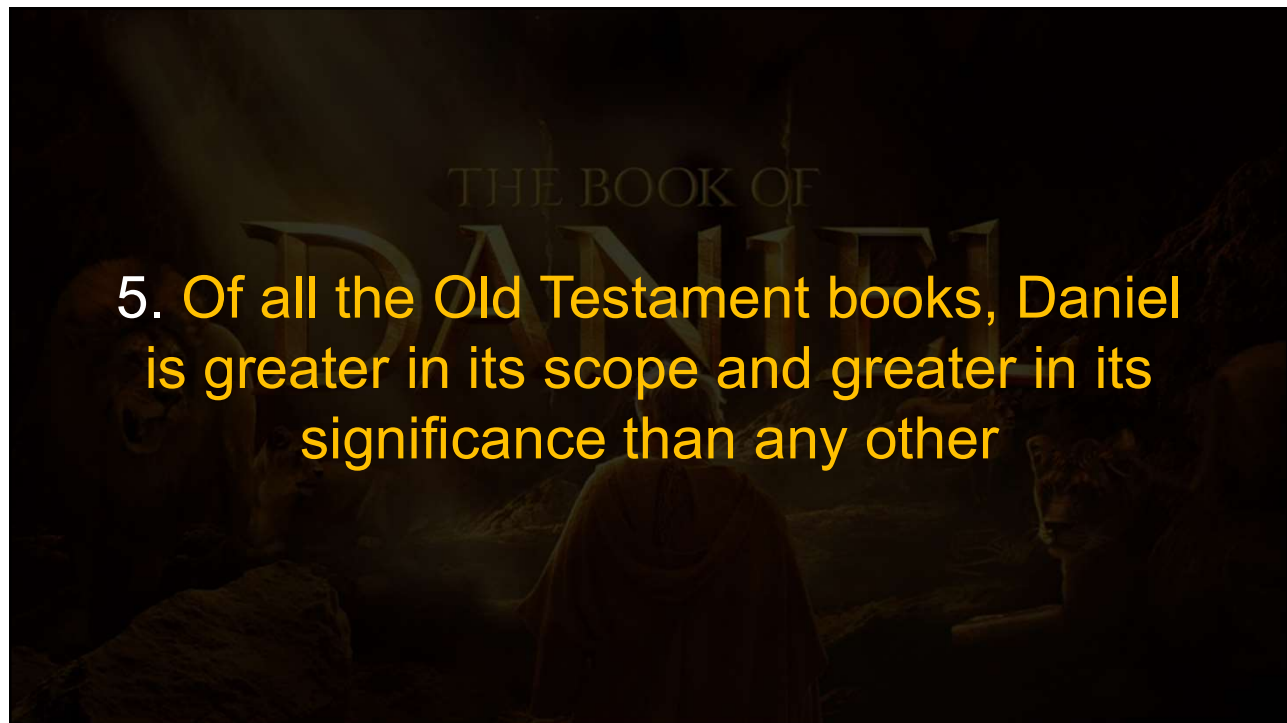 THE BOOK OF
DANIEL
5. Of all the Old Testament books, Daniel
is greater in its scope and greater in its
significance than any other